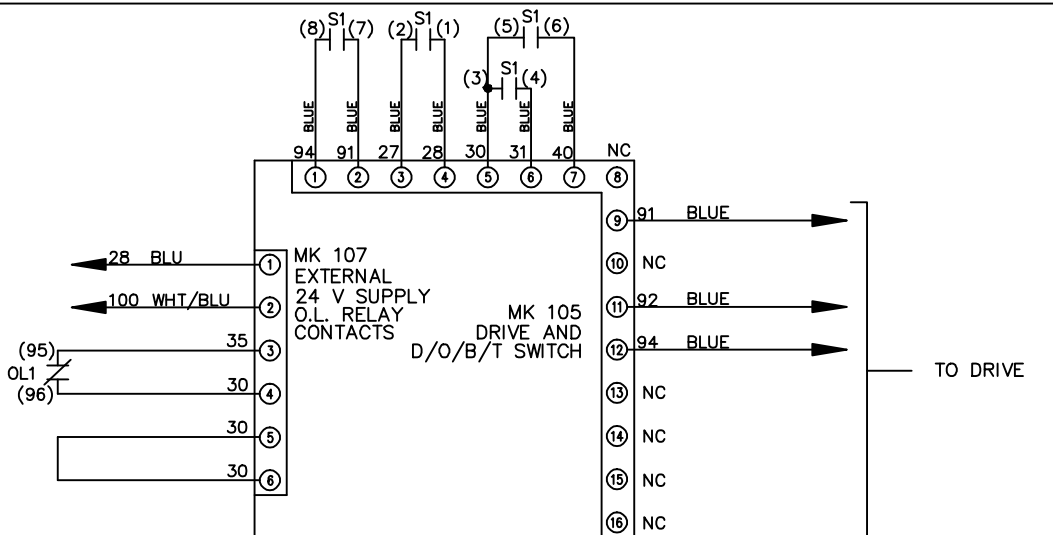 (8) S1 (7) (2) S1 (1) (5) S1 (6)
(3) S1 (4)
BLUE BLUE BLUE BLUE BLUE BLUE BLUE
94 91 27 28 30 31 40 NC
1 2 3 4 5 6 7 8
9 91 BLUE
10 NC
11 92 BLUE
12 94 BLUE
13 NC
14 NC
15 NC
16 NC
28 BLU 1
100 WHT/BLU 2
35 3
30 4
30 5
30 6
(95)
OL1
(96)
MK 107
EXTERNAL
24 V SUPPLY
O.L. RELAY
CONTACTS
MK 105
DRIVE AND
D/O/B/T SWITCH
TO DRIVE